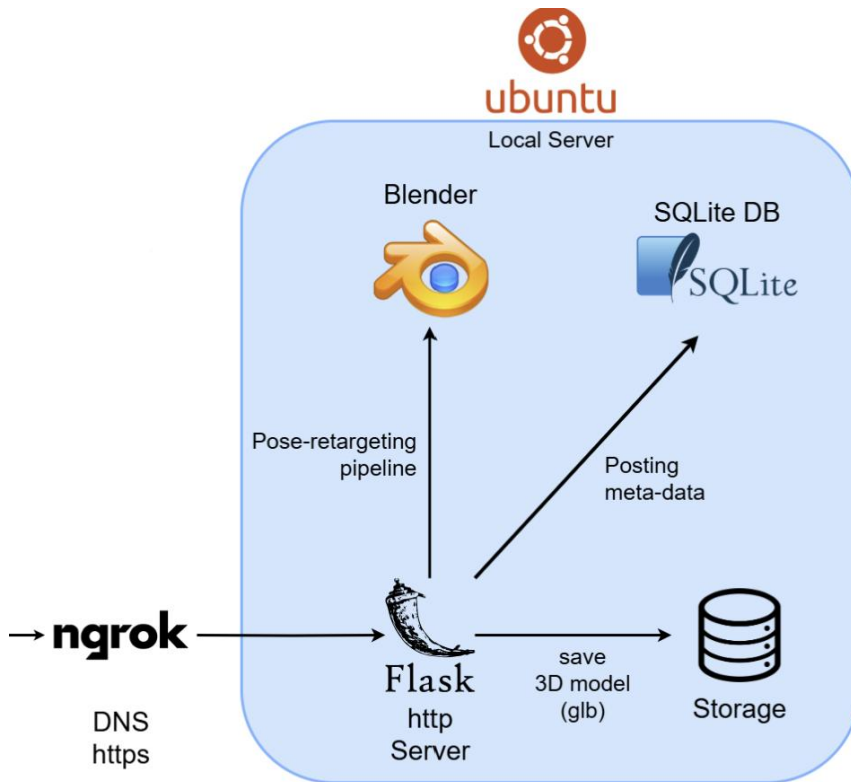 ubuntu
Local Server
Blender
SQLite DB
SQLite
Pose-retargeting
pipeline
Posting
meta-data
ngrok
DNS
https
Flask
http
Server
save
3D model
(glb)
Storage